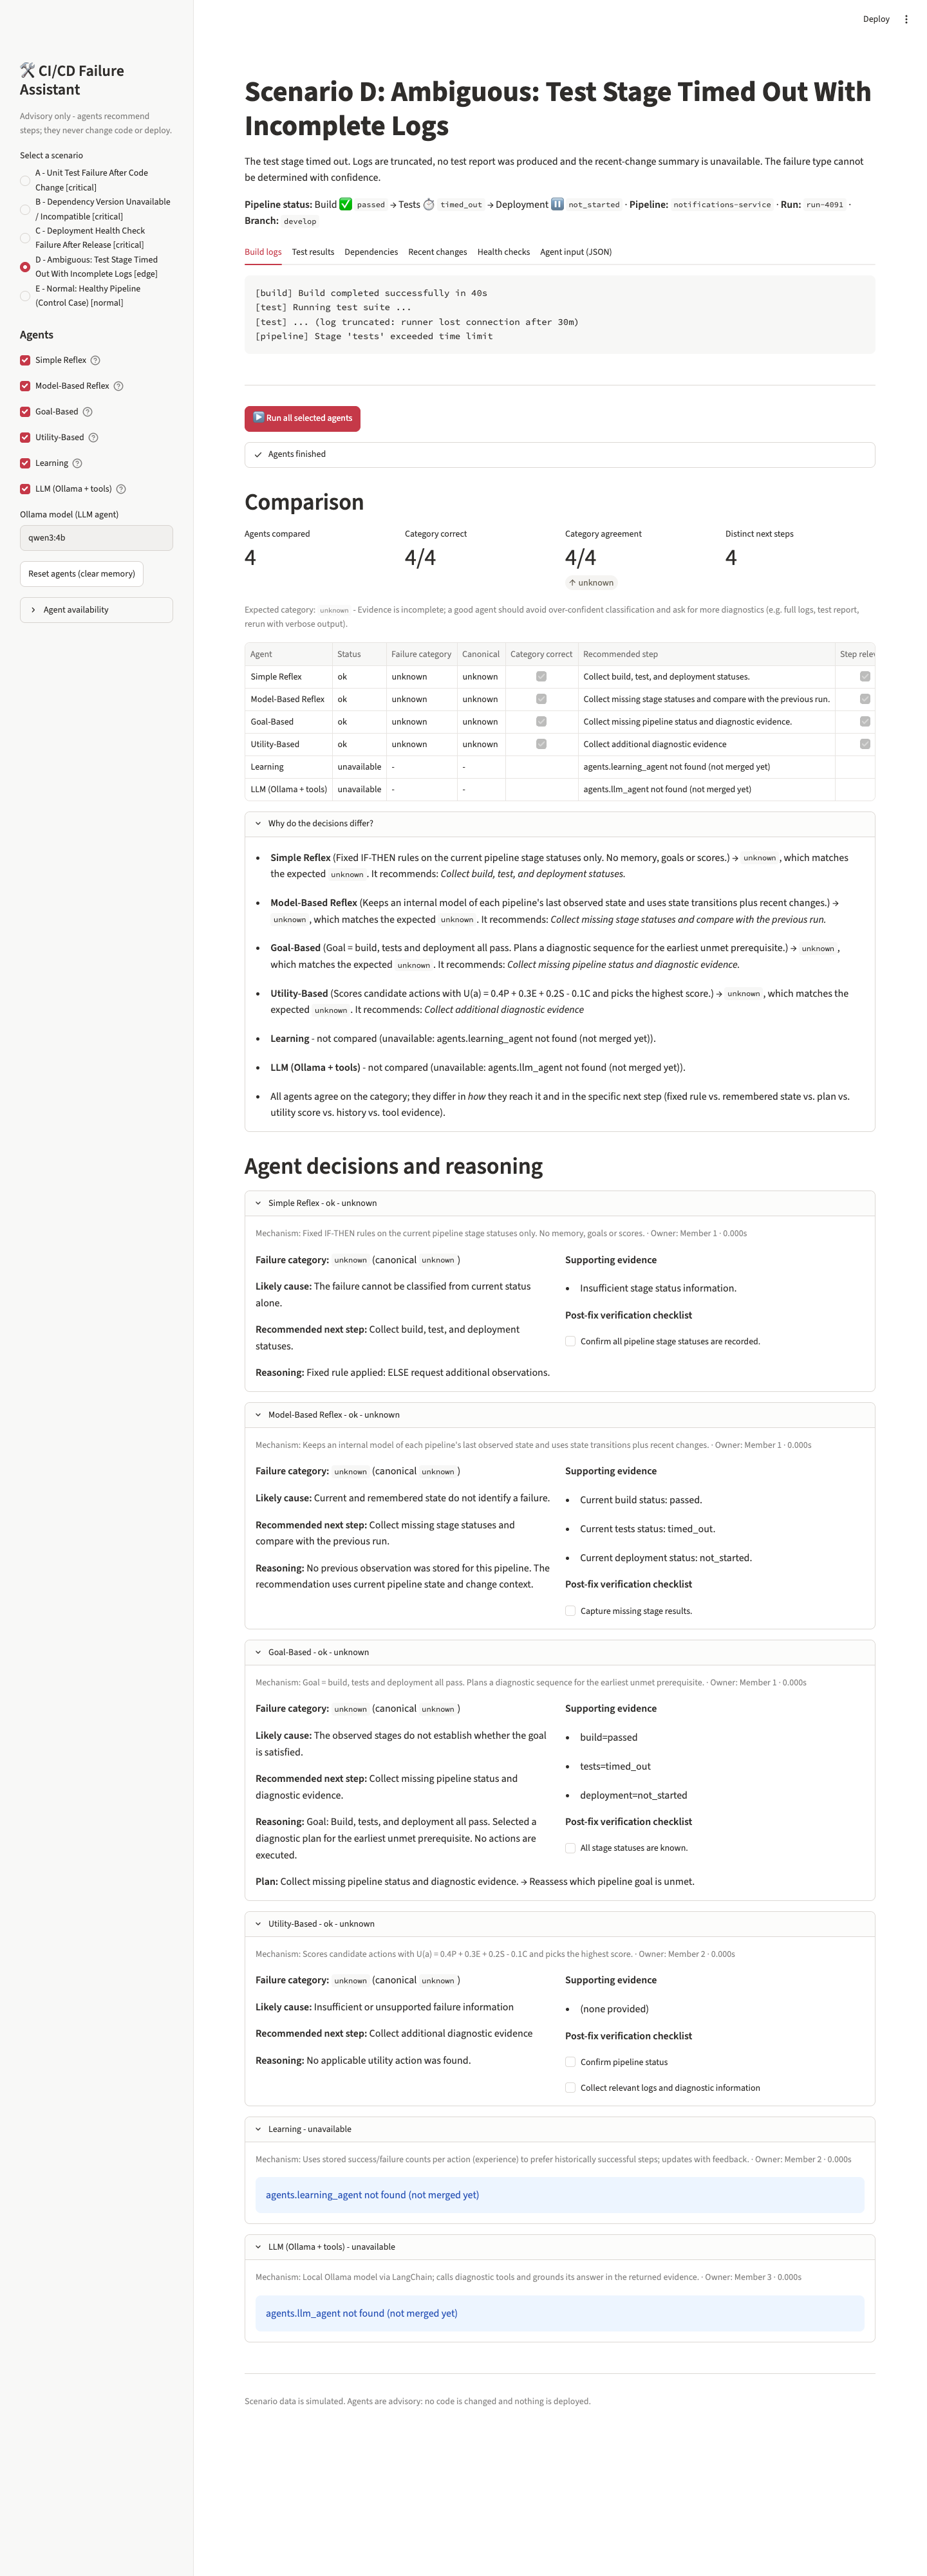 Deploy
🛠️ CI/CD Failure
Assistant
Advisory only - agents recommend
steps; they never change code or deploy.
Select a scenario
A - Unit Test Failure After Code
Change [critical]
B - Dependency Version Unavailable
/ Incompatible [critical]
C - Deployment Health Check
Failure After Release [critical]
D - Ambiguous: Test Stage Timed
Out With Incomplete Logs [edge]
E - Normal: Healthy Pipeline
(Control Case) [normal]
Agents
Simple Reflex
Model-Based Reflex
Goal-Based
Utility-Based
Learning
LLM (Ollama + tools)
Ollama model (LLM agent)
qwen3:4b
Reset agents (clear memory)
Agent availability
Scenario D: Ambiguous: Test Stage Timed Out With
Incomplete Logs
The test stage timed out. Logs are truncated, no test report was produced and the recent-change summary is unavailable. The failure type cannot
be determined with confidence.
Pipeline status: Build ✅ passed → Tests ⏱️ timed_out → Deployment ⏸️ not_started · Pipeline: notifications-service · Run: run-4091 ·
Branch: develop
Build logs Test results Dependencies Recent changes Health checks Agent input (JSON)
[build] Build completed successfully in 40s
[test] Running test suite ...
[test] ... (log truncated: runner lost connection after 30m)
[pipeline] Stage 'tests' exceeded time limit
▶️ Run all selected agents
Agents finished
Comparison
Agents compared Category correct Category agreement Distinct next steps
4 4/4 4/4 4
↑ unknown
Expected category: unknown - Evidence is incomplete; a good agent should avoid over-confident classification and ask for more diagnostics (e.g. full logs, test report,
rerun with verbose output).
Agent Status Failure category Canonical Category correct Recommended step Step relev
Simple Reflex ok unknown unknown Collect build, test, and deployment statuses.
Model-Based Reflex ok unknown unknown Collect missing stage statuses and compare with the previous run.
Goal-Based ok unknown unknown Collect missing pipeline status and diagnostic evidence.
Utility-Based ok unknown unknown Collect additional diagnostic evidence
Learning unavailable - - agents.learning_agent not found (not merged yet)
LLM (Ollama + tools) unavailable - - agents.llm_agent not found (not merged yet)
Why do the decisions differ?
• Simple Reflex (Fixed IF-THEN rules on the current pipeline stage statuses only. No memory, goals or scores.) → unknown , which matches
the expected unknown . It recommends: Collect build, test, and deployment statuses.
• Model-Based Reflex (Keeps an internal model of each pipeline's last observed state and uses state transitions plus recent changes.) →
unknown , which matches the expected unknown . It recommends: Collect missing stage statuses and compare with the previous run.
• Goal-Based (Goal = build, tests and deployment all pass. Plans a diagnostic sequence for the earliest unmet prerequisite.) → unknown ,
which matches the expected unknown . It recommends: Collect missing pipeline status and diagnostic evidence.
• Utility-Based (Scores candidate actions with U(a) = 0.4P + 0.3E + 0.2S - 0.1C and picks the highest score.) → unknown , which matches the
expected unknown . It recommends: Collect additional diagnostic evidence
• Learning - not compared (unavailable: agents.learning_agent not found (not merged yet)).
• LLM (Ollama + tools) - not compared (unavailable: agents.llm_agent not found (not merged yet)).
• All agents agree on the category; they differ in how they reach it and in the specific next step (fixed rule vs. remembered state vs. plan vs.
utility score vs. history vs. tool evidence).
Agent decisions and reasoning
Simple Reflex - ok - unknown
Mechanism: Fixed IF-THEN rules on the current pipeline stage statuses only. No memory, goals or scores. · Owner: Member 1 · 0.000s
Failure category: unknown (canonical unknown )
Likely cause: The failure cannot be classified from current status
alone.
Recommended next step: Collect build, test, and deployment
statuses.
Reasoning: Fixed rule applied: ELSE request additional observations.
Supporting evidence
• Insufficient stage status information.
Post-fix verification checklist
Confirm all pipeline stage statuses are recorded.
Model-Based Reflex - ok - unknown
Mechanism: Keeps an internal model of each pipeline's last observed state and uses state transitions plus recent changes. · Owner: Member 1 · 0.000s
Failure category: unknown (canonical unknown )
Likely cause: Current and remembered state do not identify a failure.
Recommended next step: Collect missing stage statuses and
compare with the previous run.
Reasoning: No previous observation was stored for this pipeline. The
recommendation uses current pipeline state and change context.
Supporting evidence
• Current build status: passed.
• Current tests status: timed_out.
• Current deployment status: not_started.
Post-fix verification checklist
Capture missing stage results.
Goal-Based - ok - unknown
Mechanism: Goal = build, tests and deployment all pass. Plans a diagnostic sequence for the earliest unmet prerequisite. · Owner: Member 1 · 0.000s
Failure category: unknown (canonical unknown )
Likely cause: The observed stages do not establish whether the goal
is satisfied.
Recommended next step: Collect missing pipeline status and
diagnostic evidence.
Reasoning: Goal: Build, tests, and deployment all pass. Selected a
diagnostic plan for the earliest unmet prerequisite. No actions are
executed.
Supporting evidence
• build=passed
• tests=timed_out
• deployment=not_started
Post-fix verification checklist
All stage statuses are known.
Plan: Collect missing pipeline status and diagnostic evidence. → Reassess which pipeline goal is unmet.
Utility-Based - ok - unknown
Mechanism: Scores candidate actions with U(a) = 0.4P + 0.3E + 0.2S - 0.1C and picks the highest score. · Owner: Member 2 · 0.000s
Failure category: unknown (canonical unknown )
Likely cause: Insufficient or unsupported failure information
Recommended next step: Collect additional diagnostic evidence
Reasoning: No applicable utility action was found.
Supporting evidence
• (none provided)
Post-fix verification checklist
Confirm pipeline status
Collect relevant logs and diagnostic information
Learning - unavailable
Mechanism: Uses stored success/failure counts per action (experience) to prefer historically successful steps; updates with feedback. · Owner: Member 2 · 0.000s
agents.learning_agent not found (not merged yet)
LLM (Ollama + tools) - unavailable
Mechanism: Local Ollama model via LangChain; calls diagnostic tools and grounds its answer in the returned evidence. · Owner: Member 3 · 0.000s
agents.llm_agent not found (not merged yet)
Scenario data is simulated. Agents are advisory: no code is changed and nothing is deployed.